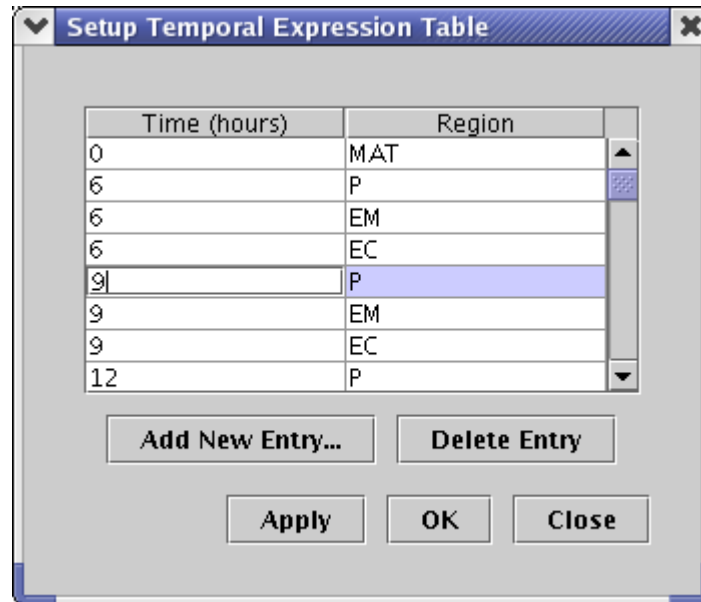 Setup Temporal Expression Table
Time (hours) Region
0 MAT
6 P
6 EM
6 EC
9 P
9 EM
9 EC
12 P
Add New Entry... Delete Entry
Apply OK Close